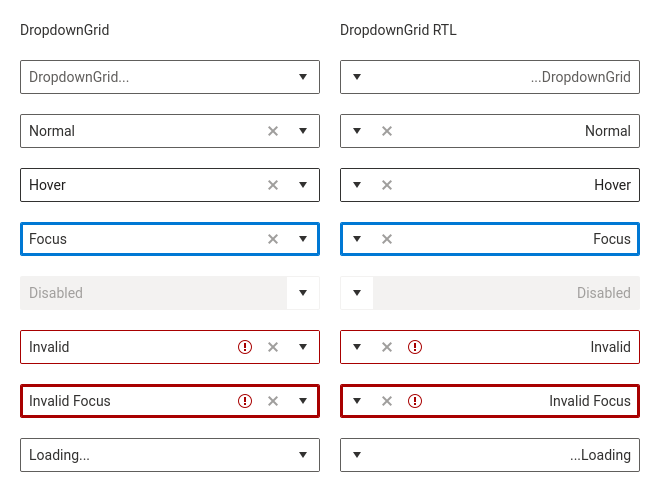 DropdownGrid
DropdownGrid RTL
DropdownGrid...
...DropdownGrid
Normal
Normal
Hover
Hover
Focus
Focus
Disabled
Disabled
Invalid
Invalid
Invalid Focus
Invalid Focus
Loading...
...Loading